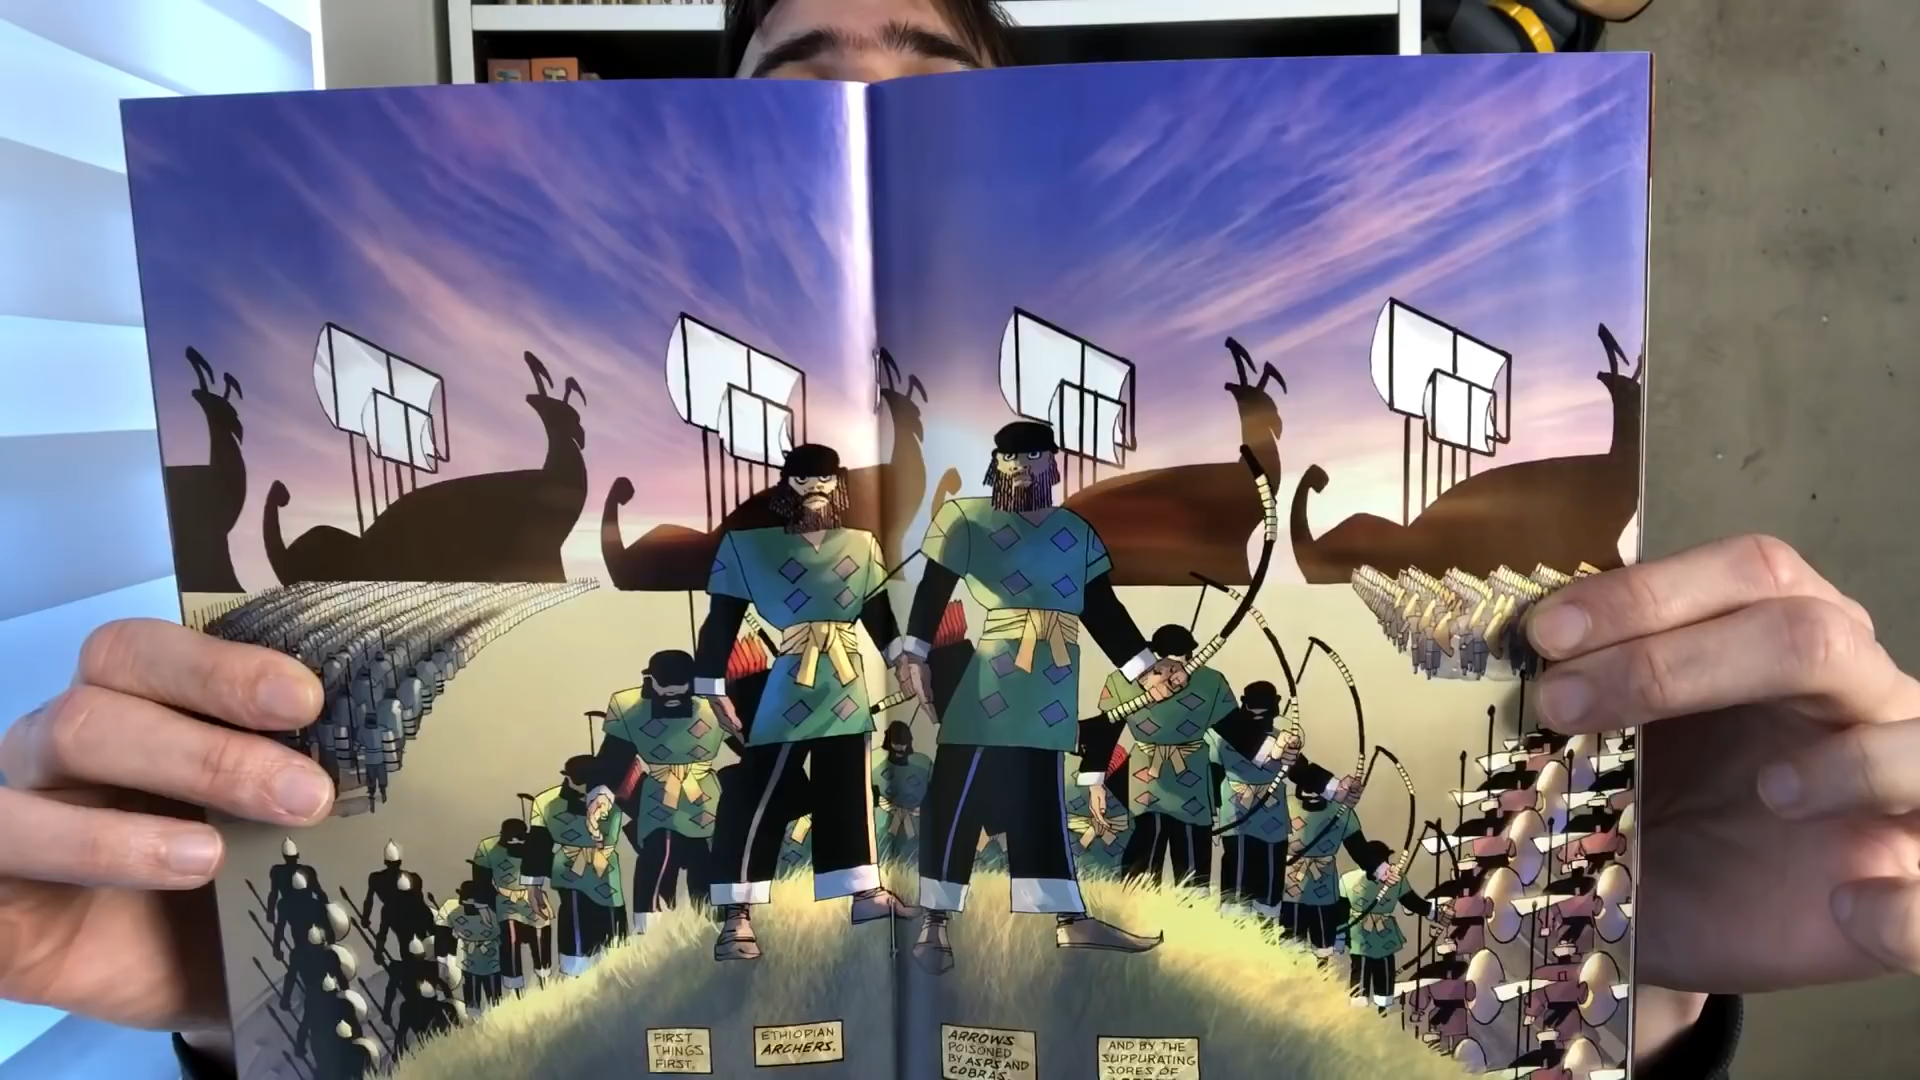 FIRST
THINGS
FIRST.
ETHIOPIAN
ARCHERS.
ARROWS
POISONED
BY ASPS AND
COBRAS
AND BY THE
SUPPURATING
SORES OF